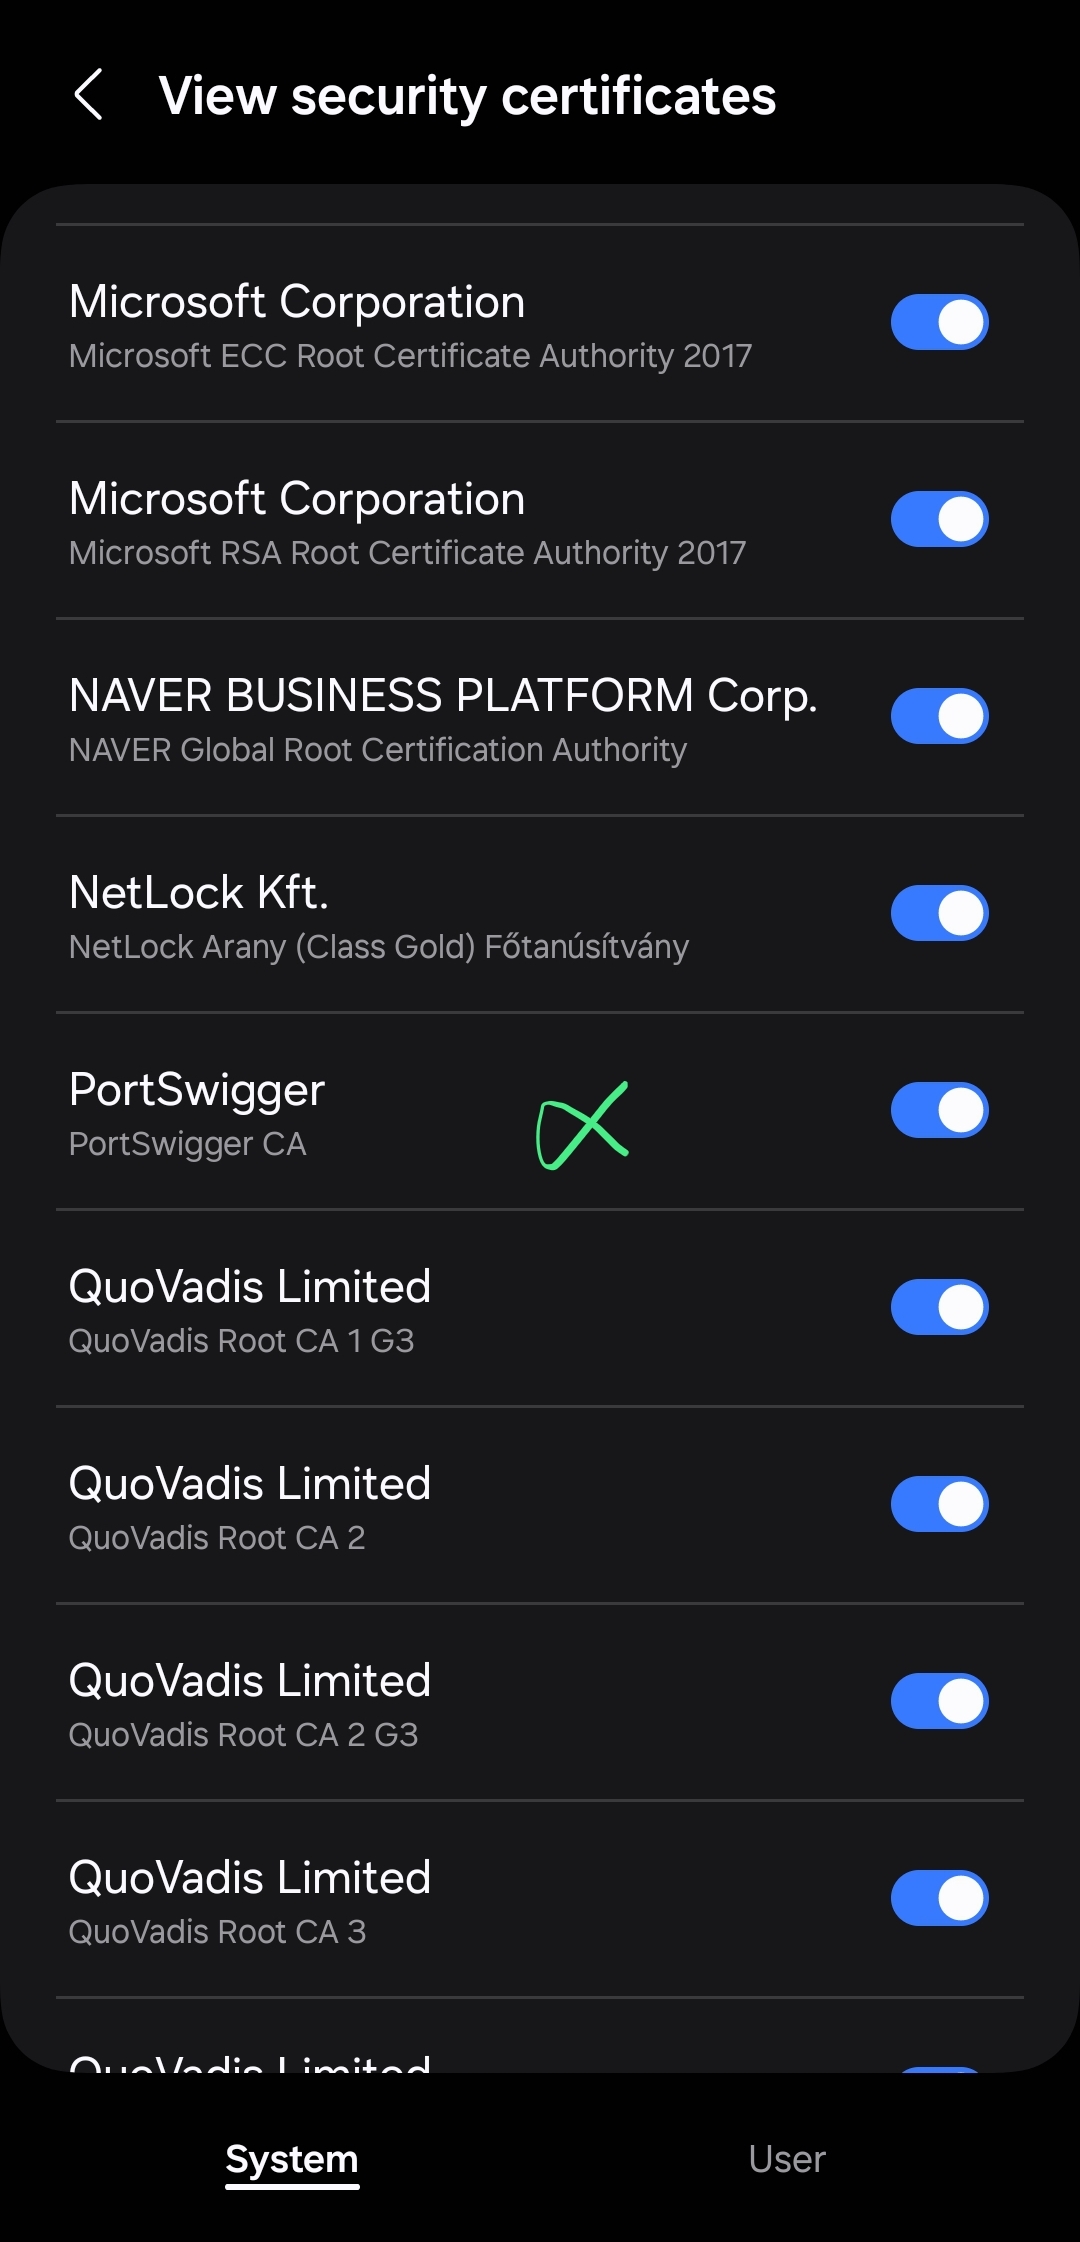 View security certificates
Microsoft Corporation
Microsoft ECC Root Certificate Authority 2017
Microsoft Corporation
Microsoft RSA Root Certificate Authority 2017
NAVER BUSINESS PLATFORM Corp.
NAVER Global Root Certification Authority
NetLock Kft.
NetLock Arany (Class Gold) Főtanúsítvány
PortSwigger
PortSwigger CA
QuoVadis Limited
QuoVadis Root CA 1 G3
QuoVadis Limited
QuoVadis Root CA 2
QuoVadis Limited
QuoVadis Root CA 2 G3
QuoVadis Limited
QuoVadis Root CA 3
QuoVadis Limited
System
User